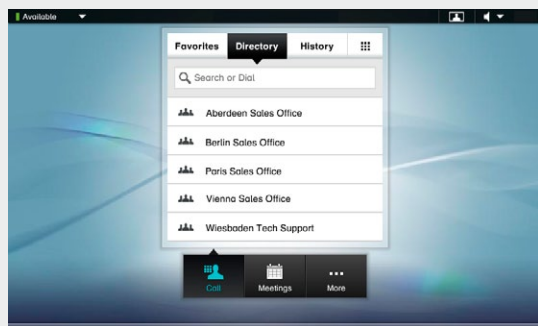 Available
Favorites Directory History
Search or Dial
Aberdeen Sales Office
Berlin Sales Office
Paris Sales Office
Vienna Sales Office
Wiesbaden Tech Support
Call Meetings More